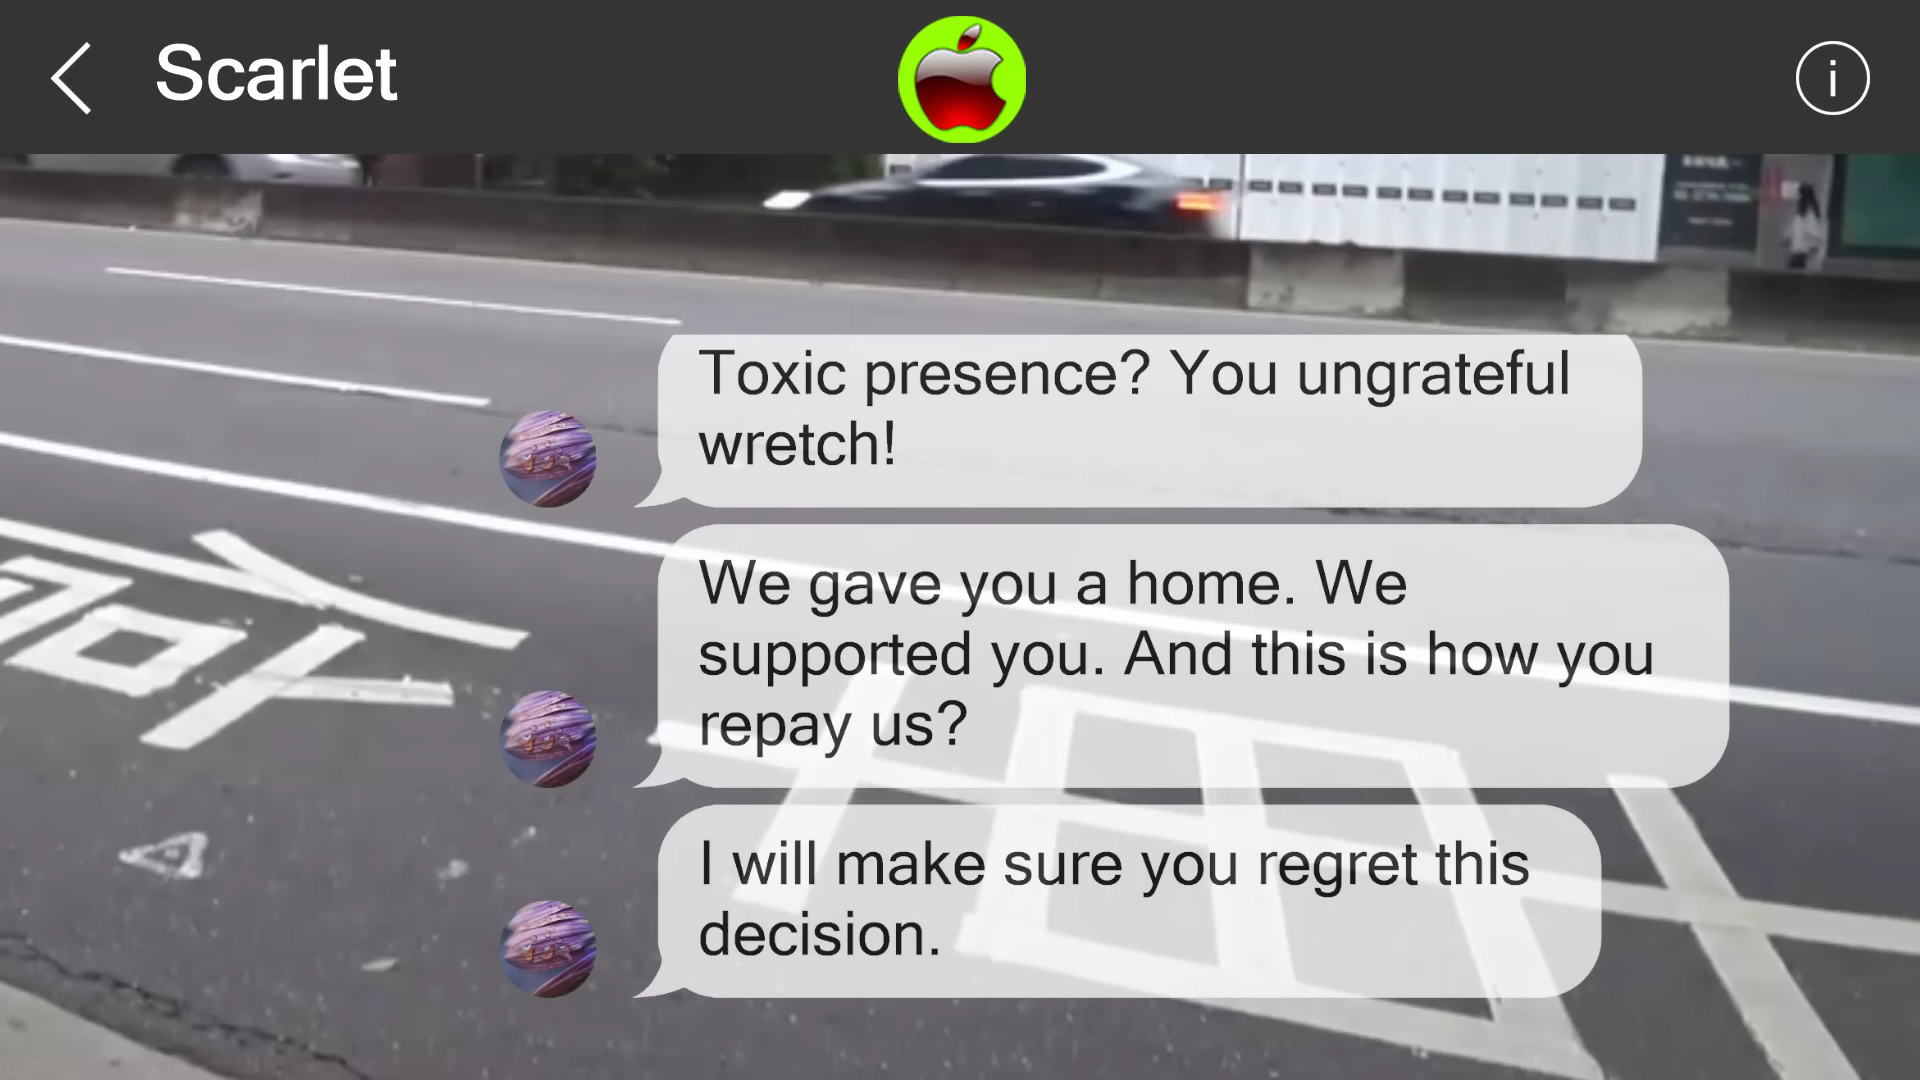 Scarlet
i
Toxic presence? You ungrateful
wretch!
We gave you a home. We
supported you. And this is how you
repay us?
I will make sure you regret this
decision.